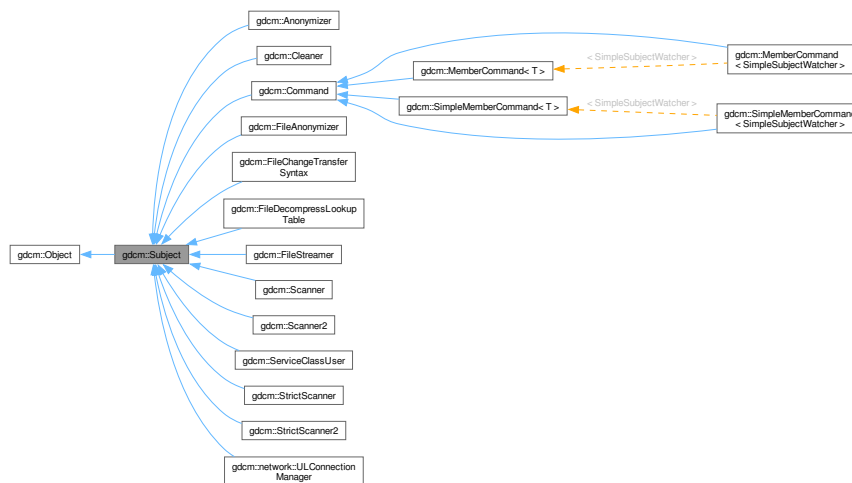 gdcm::Anonymizer
gdcm::Cleaner
gdcm::Command
gdcm::FileAnonymizer
gdcm::FileChangeTransfer
Syntax
gdcm::FileDecompressLookup
Table
gdcm::Object
gdcm::Subject
gdcm::FileStreamer
gdcm::Scanner
gdcm::Scanner2
gdcm::ServiceClassUser
gdcm::StrictScanner
gdcm::StrictScanner2
gdcm::network::ULConnection
Manager
gdcm::MemberCommand< T >
gdcm::SimpleMemberCommand< T >
< SimpleSubjectWatcher >
< SimpleSubjectWatcher >
gdcm::MemberCommand
< SimpleSubjectWatcher >
gdcm::SimpleMemberCommand
< SimpleSubjectWatcher >